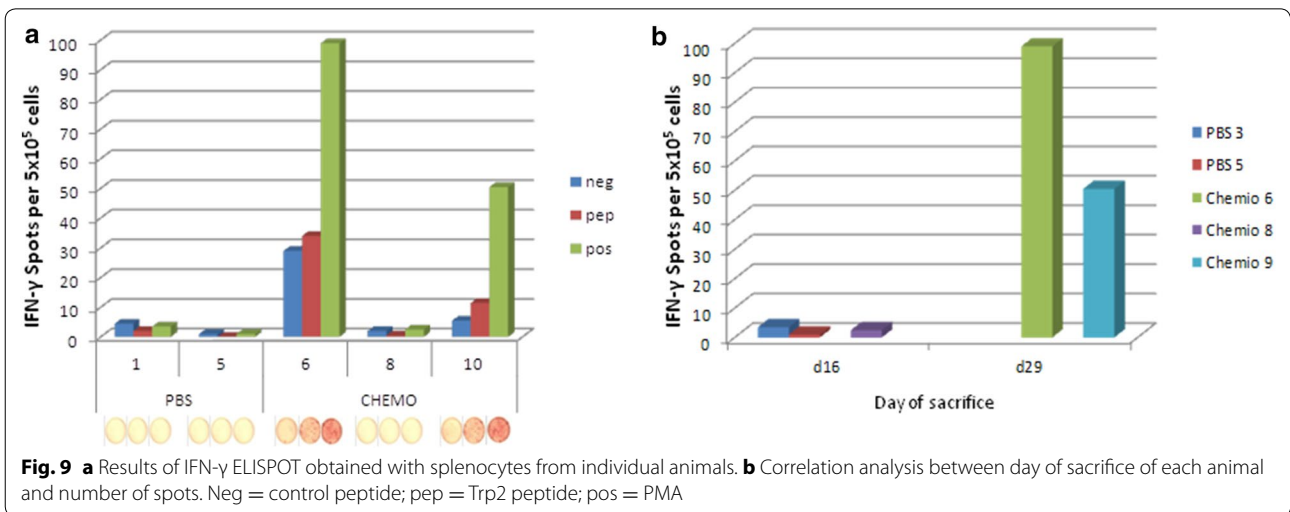 a
IFN-γ Spots per 5x10⁵ cells
100
90
80
70
60
50
40
30
20
10
0
1 5 6 8 10
PBS CHEMO
neg
pep
pos
b
IFN-γ Spots per 5x10⁵ cells
100
90
80
70
60
50
40
30
20
10
0
d16 d29
Day of sacrifice
PBS 3
PBS 5
Chemio 6
Chemio 8
Chemio 9
Fig. 9 a Results of IFN-γ ELISPOT obtained with splenocytes from individual animals. b Correlation analysis between day of sacrifice of each animal
and number of spots. Neg = control peptide; pep = Trp2 peptide; pos = PMA